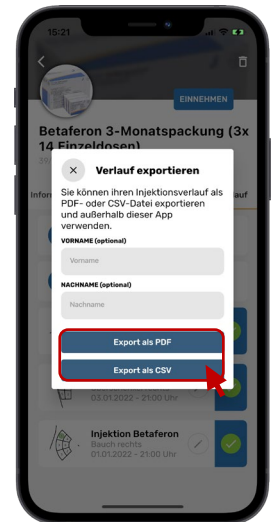 15:21
EINNEHMEN
Betaferon 3-Monatspackung (3x
14 Einzeldosen)
Verlauf exportieren
Sie können ihren Injektionsverlauf als
PDF- oder CSV-Datei exportieren
und außerhalb dieser App
verwenden.
VORNAME (optional)
Vorname
NACHNAME (optional)
Nachname
Export als PDF
Export als CSV
03.01.2022 - 21:00 Uhr
Injektion Betaferon
Bauch rechts
01.01.2022 - 21:00 Uhr